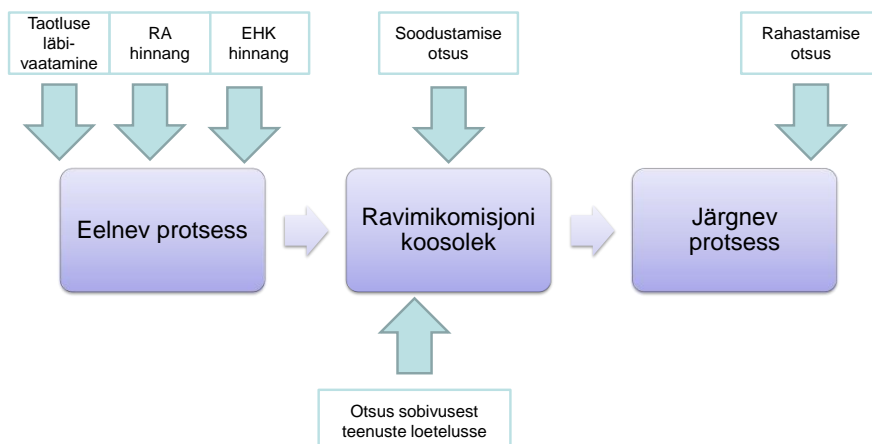 Taotluse
läbi-
vaatamine
RA
hinnang
EHK
hinnang
Soodustamise
otsus
Rahastamise
otsus
Eelnev protsess
Ravimikomisjoni
koosolek
Järgnev
protsess
Otsus sobivusest
teenuste loetelusse